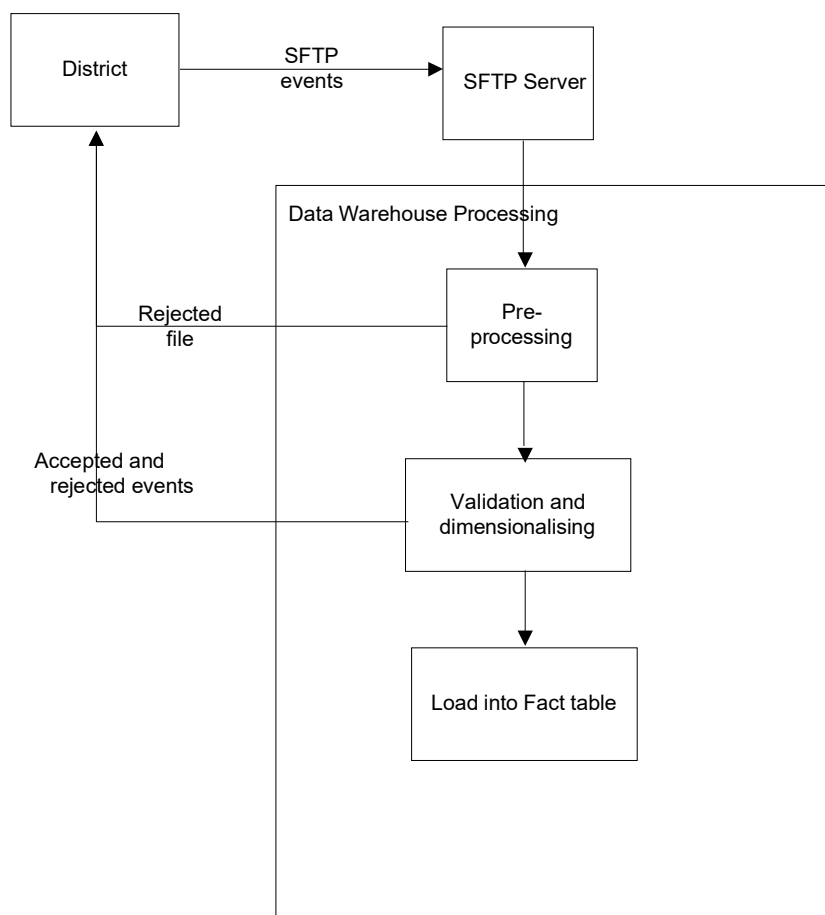 District
SFTP
events
SFTP Server
Data Warehouse Processing
Pre-
processing
Rejected
file
Accepted and
rejected events
Validation and
dimensionalising
Load into Fact table